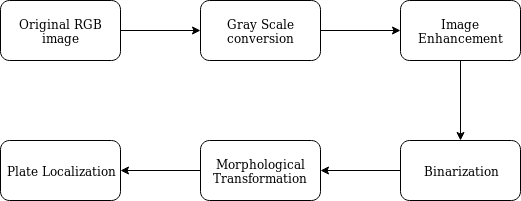 Original RGB
image
Gray Scale
conversion
Image
Enhancement
Binarization
Morphological
Transformation
Plate Localization